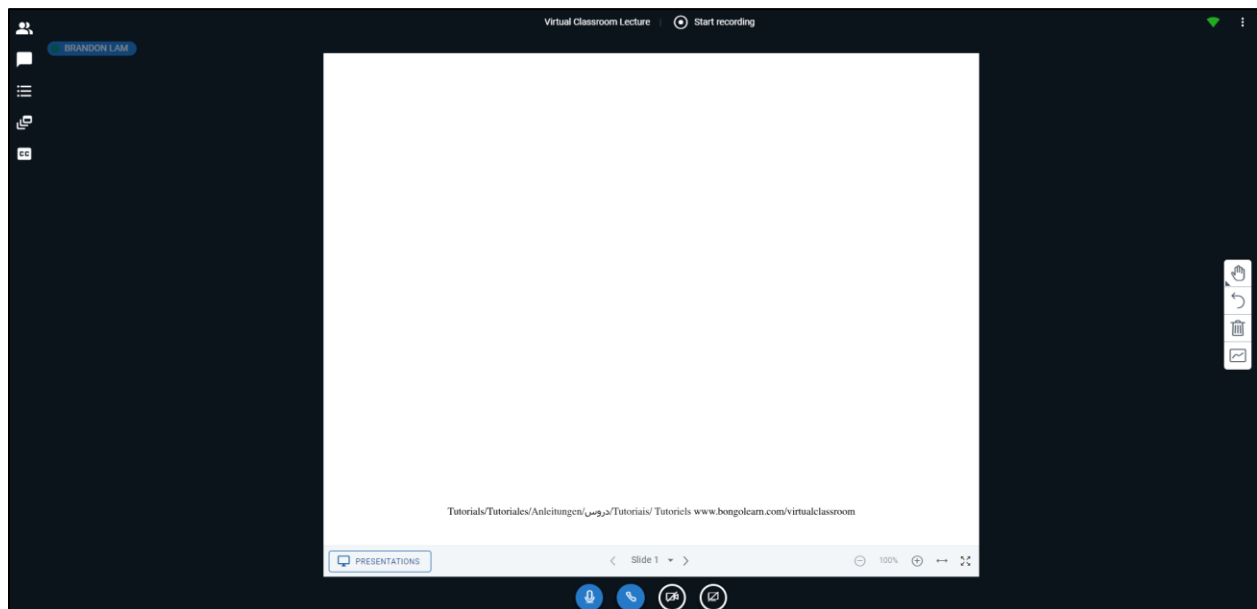 Virtual Classroom Lecture Start recording
BRANDON LAM
Tutorials/Tutoriales/Anleitungen/دروس/Tutoriais/ Tutoriels www.bongolearn.com/virtualclassroom
PRESENTATIONS Slide 1 100%
CC